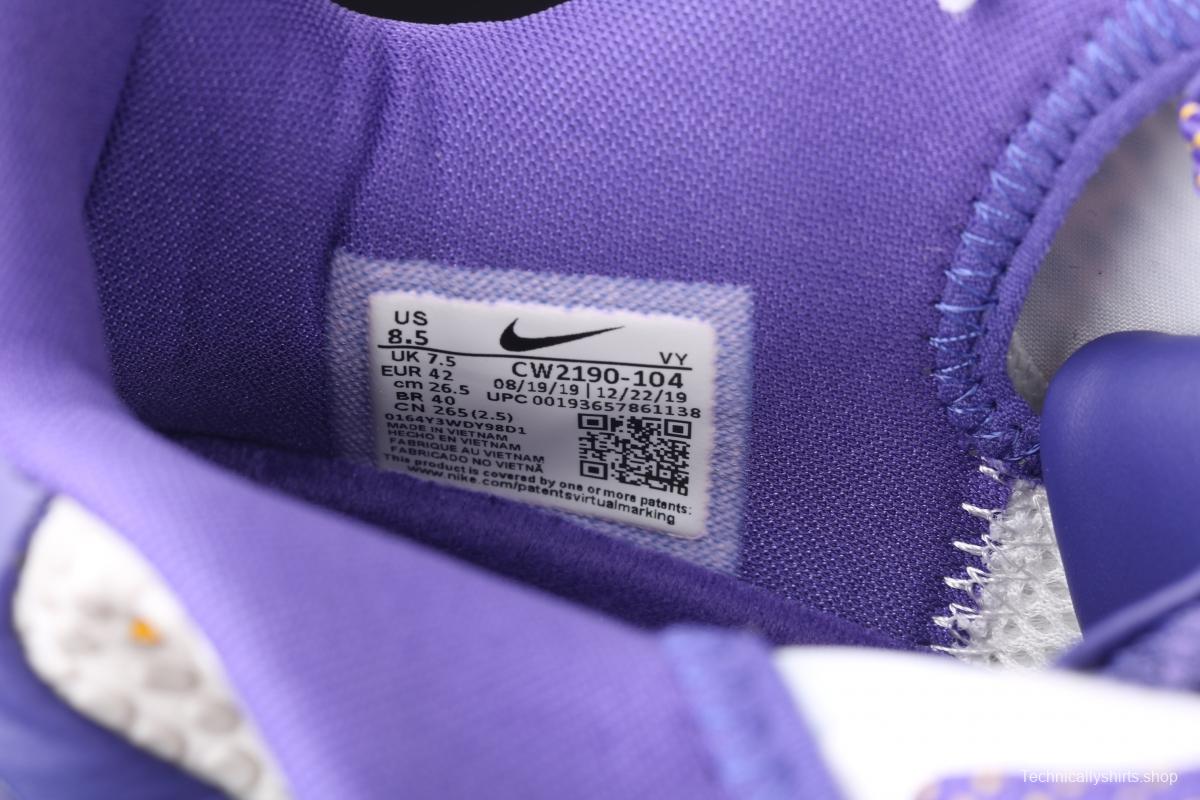 US
8.5
VY
UK 7.5
CW2190-104
EUR 42
08/19/19 | 12/22/19
cm 26.5
UPC 00193657861138
BR 40
CN 265(2.5)
0164Y3WDY98D1
MADE IN VIETNAM
HECHO EN VIETNAM
FABRIQUE AU VIETNAM
FABRICADO NO VIETNÃ
This product is covered by one or more patents:
www.nike.com/patentsvirtualmarking
Technicallyshirts.shop